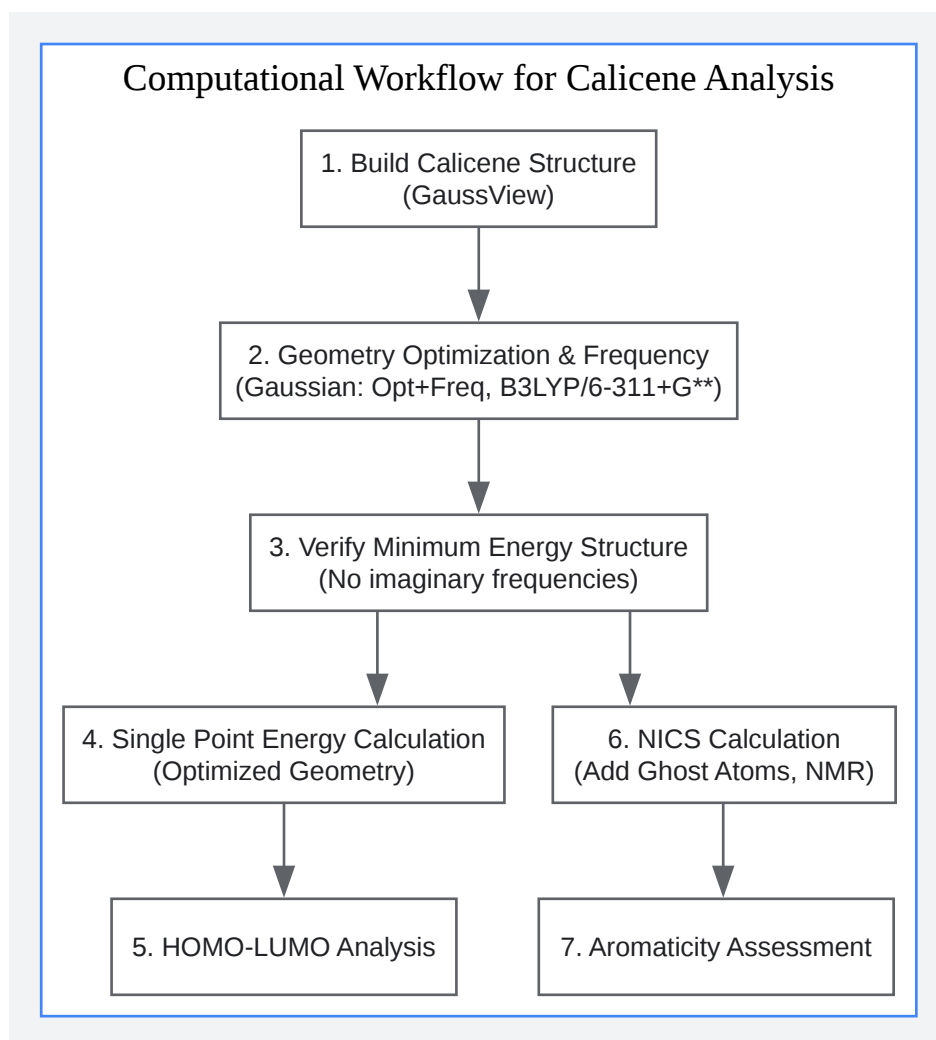 Computational Workflow for Calicene Analysis
1. Build Calicene Structure
(GaussView)
2. Geometry Optimization & Frequency
(Gaussian: Opt+Freq, B3LYP/6-311+G**)
3. Verify Minimum Energy Structure
(No imaginary frequencies)
4. Single Point Energy Calculation
(Optimized Geometry)
5. HOMO-LUMO Analysis
6. NICS Calculation
(Add Ghost Atoms, NMR)
7. Aromaticity Assessment